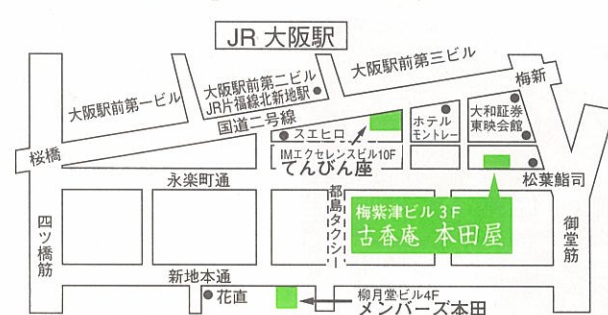 JR 大阪駅
大阪駅前第三ビル
梅新
大阪駅前第二ビル
JR片福線北新地駅
大阪駅前第一ビル
国道二号線
スエヒロ
ホテル
モントレー
大和証券
東映会館
桜橋
IMエクセレンスビル10F
てんびん座
永楽町通
松葉鮨司
都島タクシー
梅紫津ビル3F
古香庵 本田屋
四ツ橋筋
御堂筋
新地本通
花直
柳月堂ビル4F
メンバーズ本田